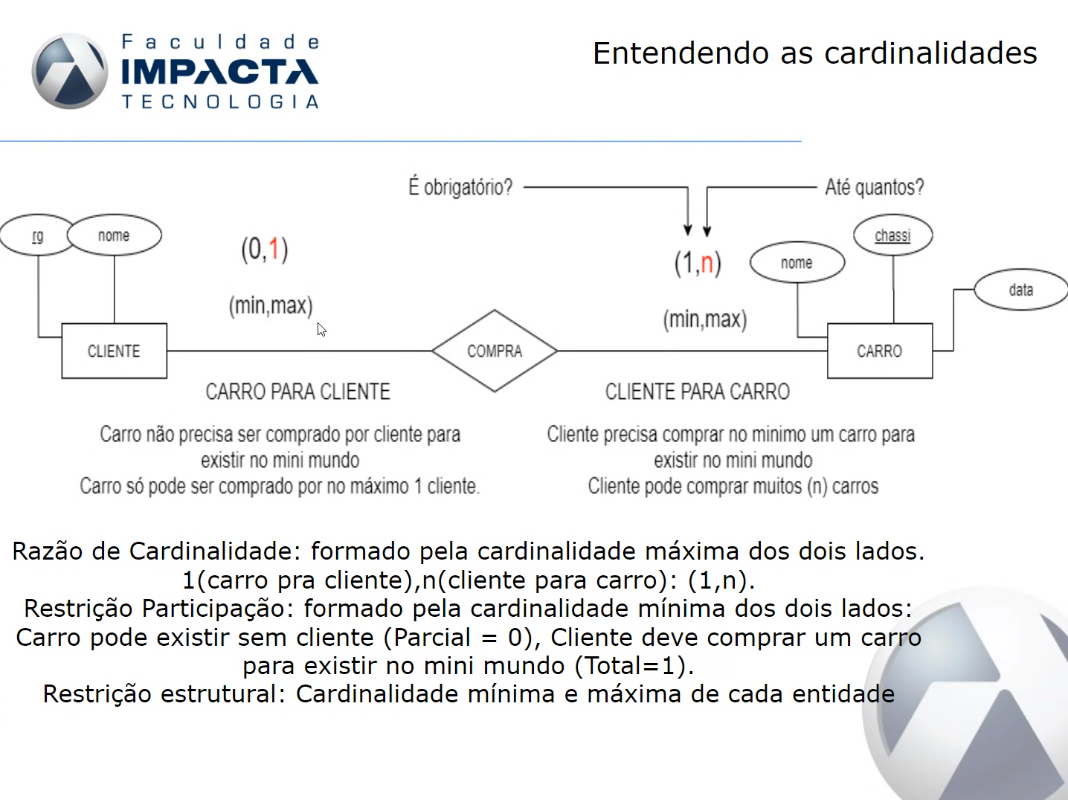 Faculdade
IMPACTA
TECNOLOGIA
Entendendo as cardinalidades
É obrigatório?
Até quantos?
rg
nome
(0,1)
(min,max)
(1,n)
(min,max)
nome
chassi
data
CLIENTE
COMPRA
CARRO
CARRO PARA CLIENTE
Carro não precisa ser comprado por cliente para
existir no mini mundo
Carro só pode ser comprado por no máximo 1 cliente.
CLIENTE PARA CARRO
Cliente precisa comprar no minimo um carro para
existir no mini mundo
Cliente pode comprar muitos (n) carros
Razão de Cardinalidade: formado pela cardinalidade máxima dos dois lados.
1(carro pra cliente),n(cliente para carro): (1,n).
Restrição Participação: formado pela cardinalidade mínima dos dois lados:
Carro pode existir sem cliente (Parcial = 0), Cliente deve comprar um carro
para existir no mini mundo (Total=1).
Restrição estrutural: Cardinalidade mínima e máxima de cada entidade